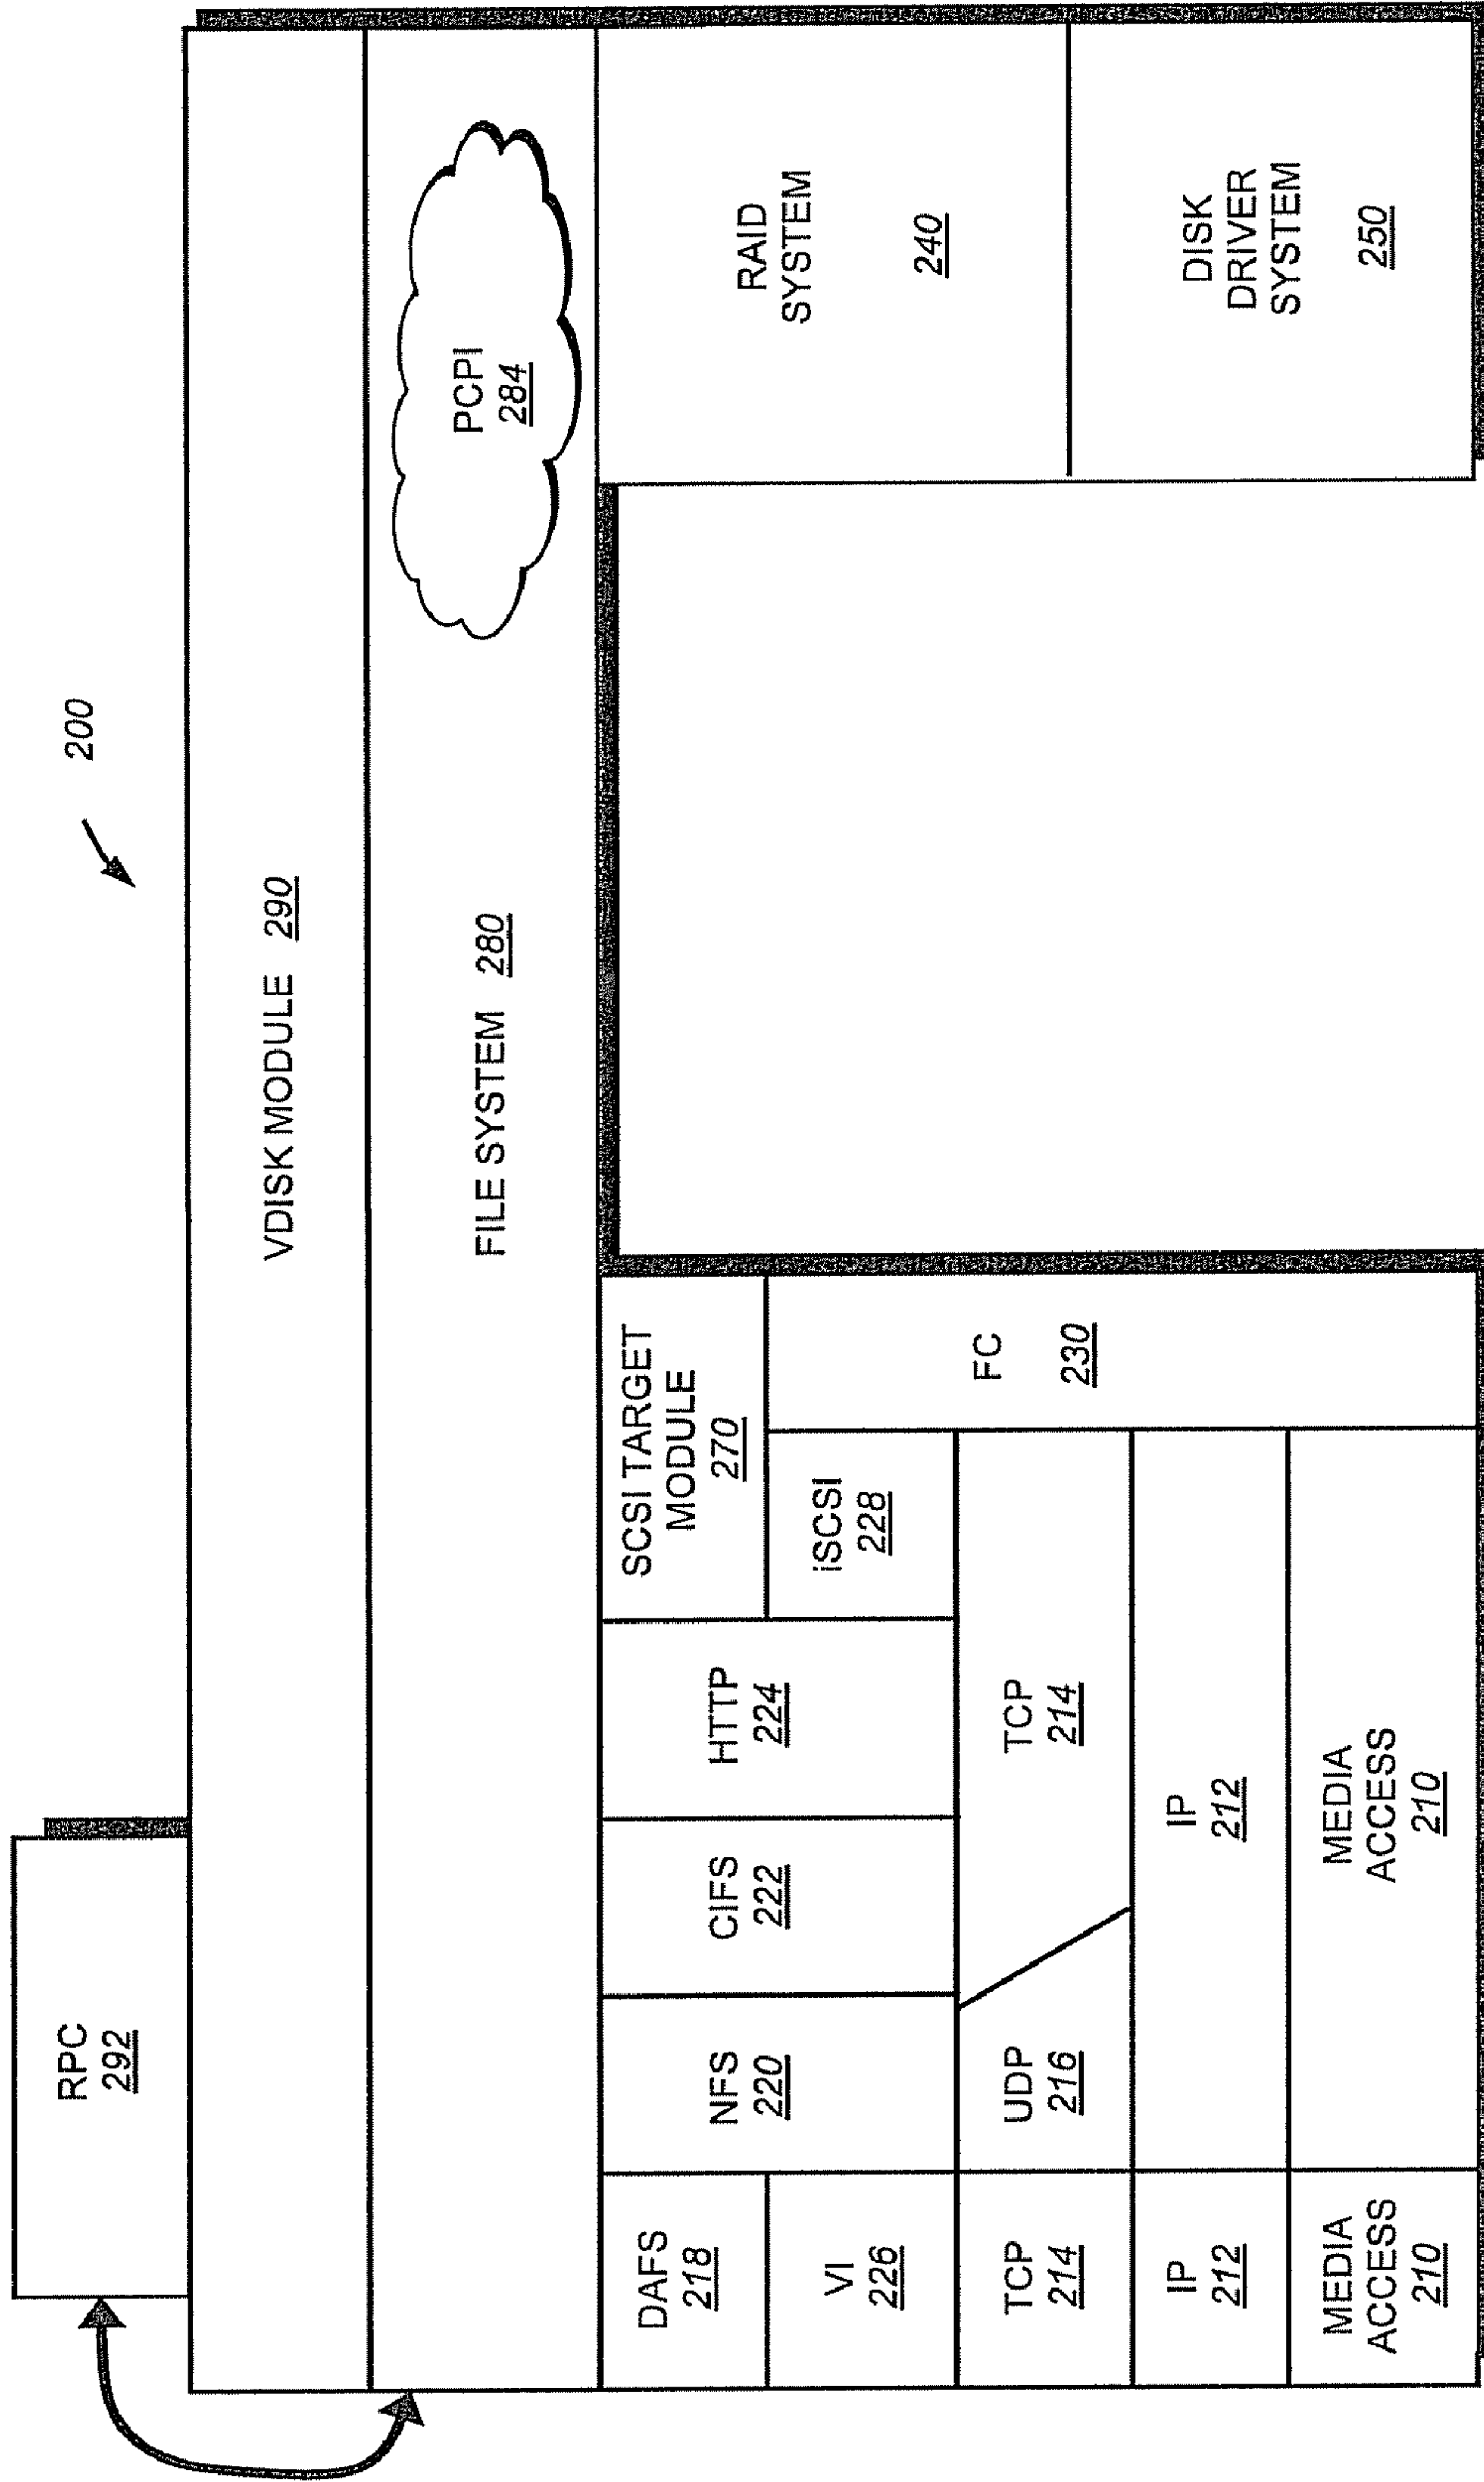 200
RPC
292
VDISK MODULE 290
FILE SYSTEM 280
PCPI
284
DAFS
218
VI
226
TCP
214
IP
212
MEDIA
ACCESS
210
NFS
220
CIFS
222
HTTP
224
SCSI TARGET
MODULE
270
iSCSI
228
FC
230
UDP
216
TCP
214
IP
212
MEDIA
ACCESS
210
RAID
SYSTEM
240
DISK
DRIVER
SYSTEM
250